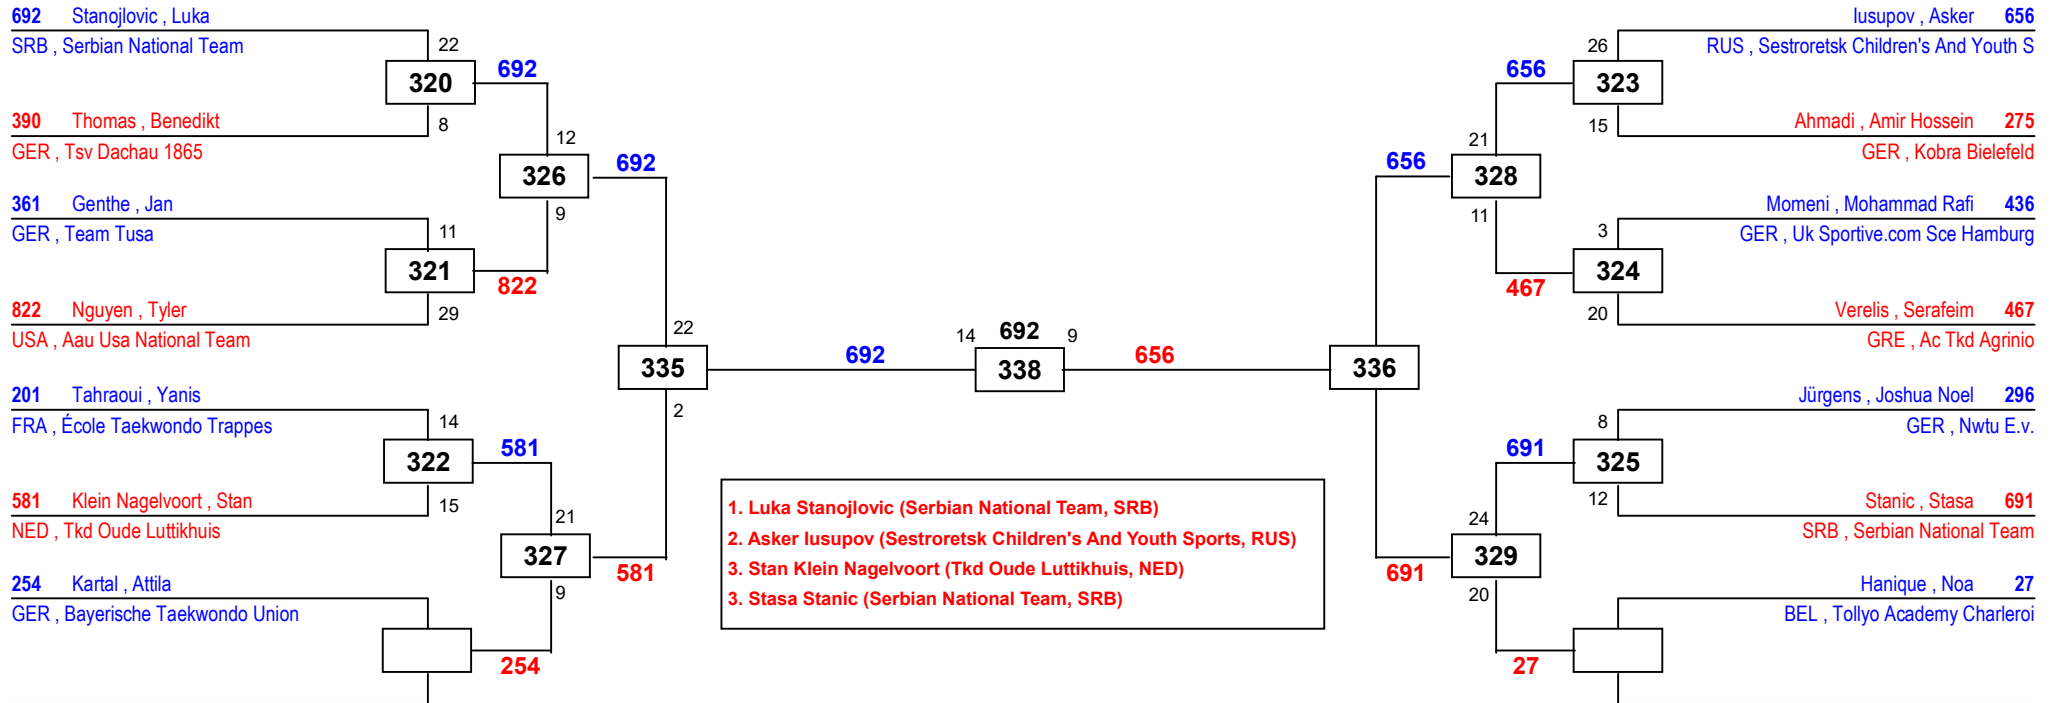 692 Stanojlovic , Luka
SRB , Serbian National Team
22
320
692
8
390 Thomas , Benedikt
GER , Tsv Dachau 1865
12
326
692
9
361 Genthe , Jan
GER , Team Tusa
11
321
822
29
822 Nguyen , Tyler
USA , Aau Usa National Team
22
335
692
2
201 Tahraoui , Yanis
FRA , École Taekwondo Trappes
14
322
581
15
581 Klein Nagelvoort , Stan
NED , Tkd Oude Luttikhuis
21
327
581
9
254 Kartal , Attila
GER , Bayerische Taekwondo Union
254
14 692 9
338
656
336
1. Luka Stanojlovic (Serbian National Team, SRB)
2. Asker Iusupov (Sestroretsk Children's And Youth Sports, RUS)
3. Stan Klein Nagelvoort (Tkd Oude Luttikhuis, NED)
3. Stasa Stanic (Serbian National Team, SRB)
Iusupov , Asker 656
RUS , Sestroretsk Children's And Youth S
26
656
323
15
Ahmadi , Amir Hossein 275
GER , Kobra Bielefeld
21
656
328
11
Momeni , Mohammad Rafi 436
GER , Uk Sportive.com Sce Hamburg
3
324
467
20
Verelis , Serafeim 467
GRE , Ac Tkd Agrinio
Jürgens , Joshua Noel 296
GER , Nwtu E.v.
8
691
325
12
Stanic , Stasa 691
SRB , Serbian National Team
24
329
691
20
Hanique , Noa 27
BEL , Tollyo Academy Charleroi
27